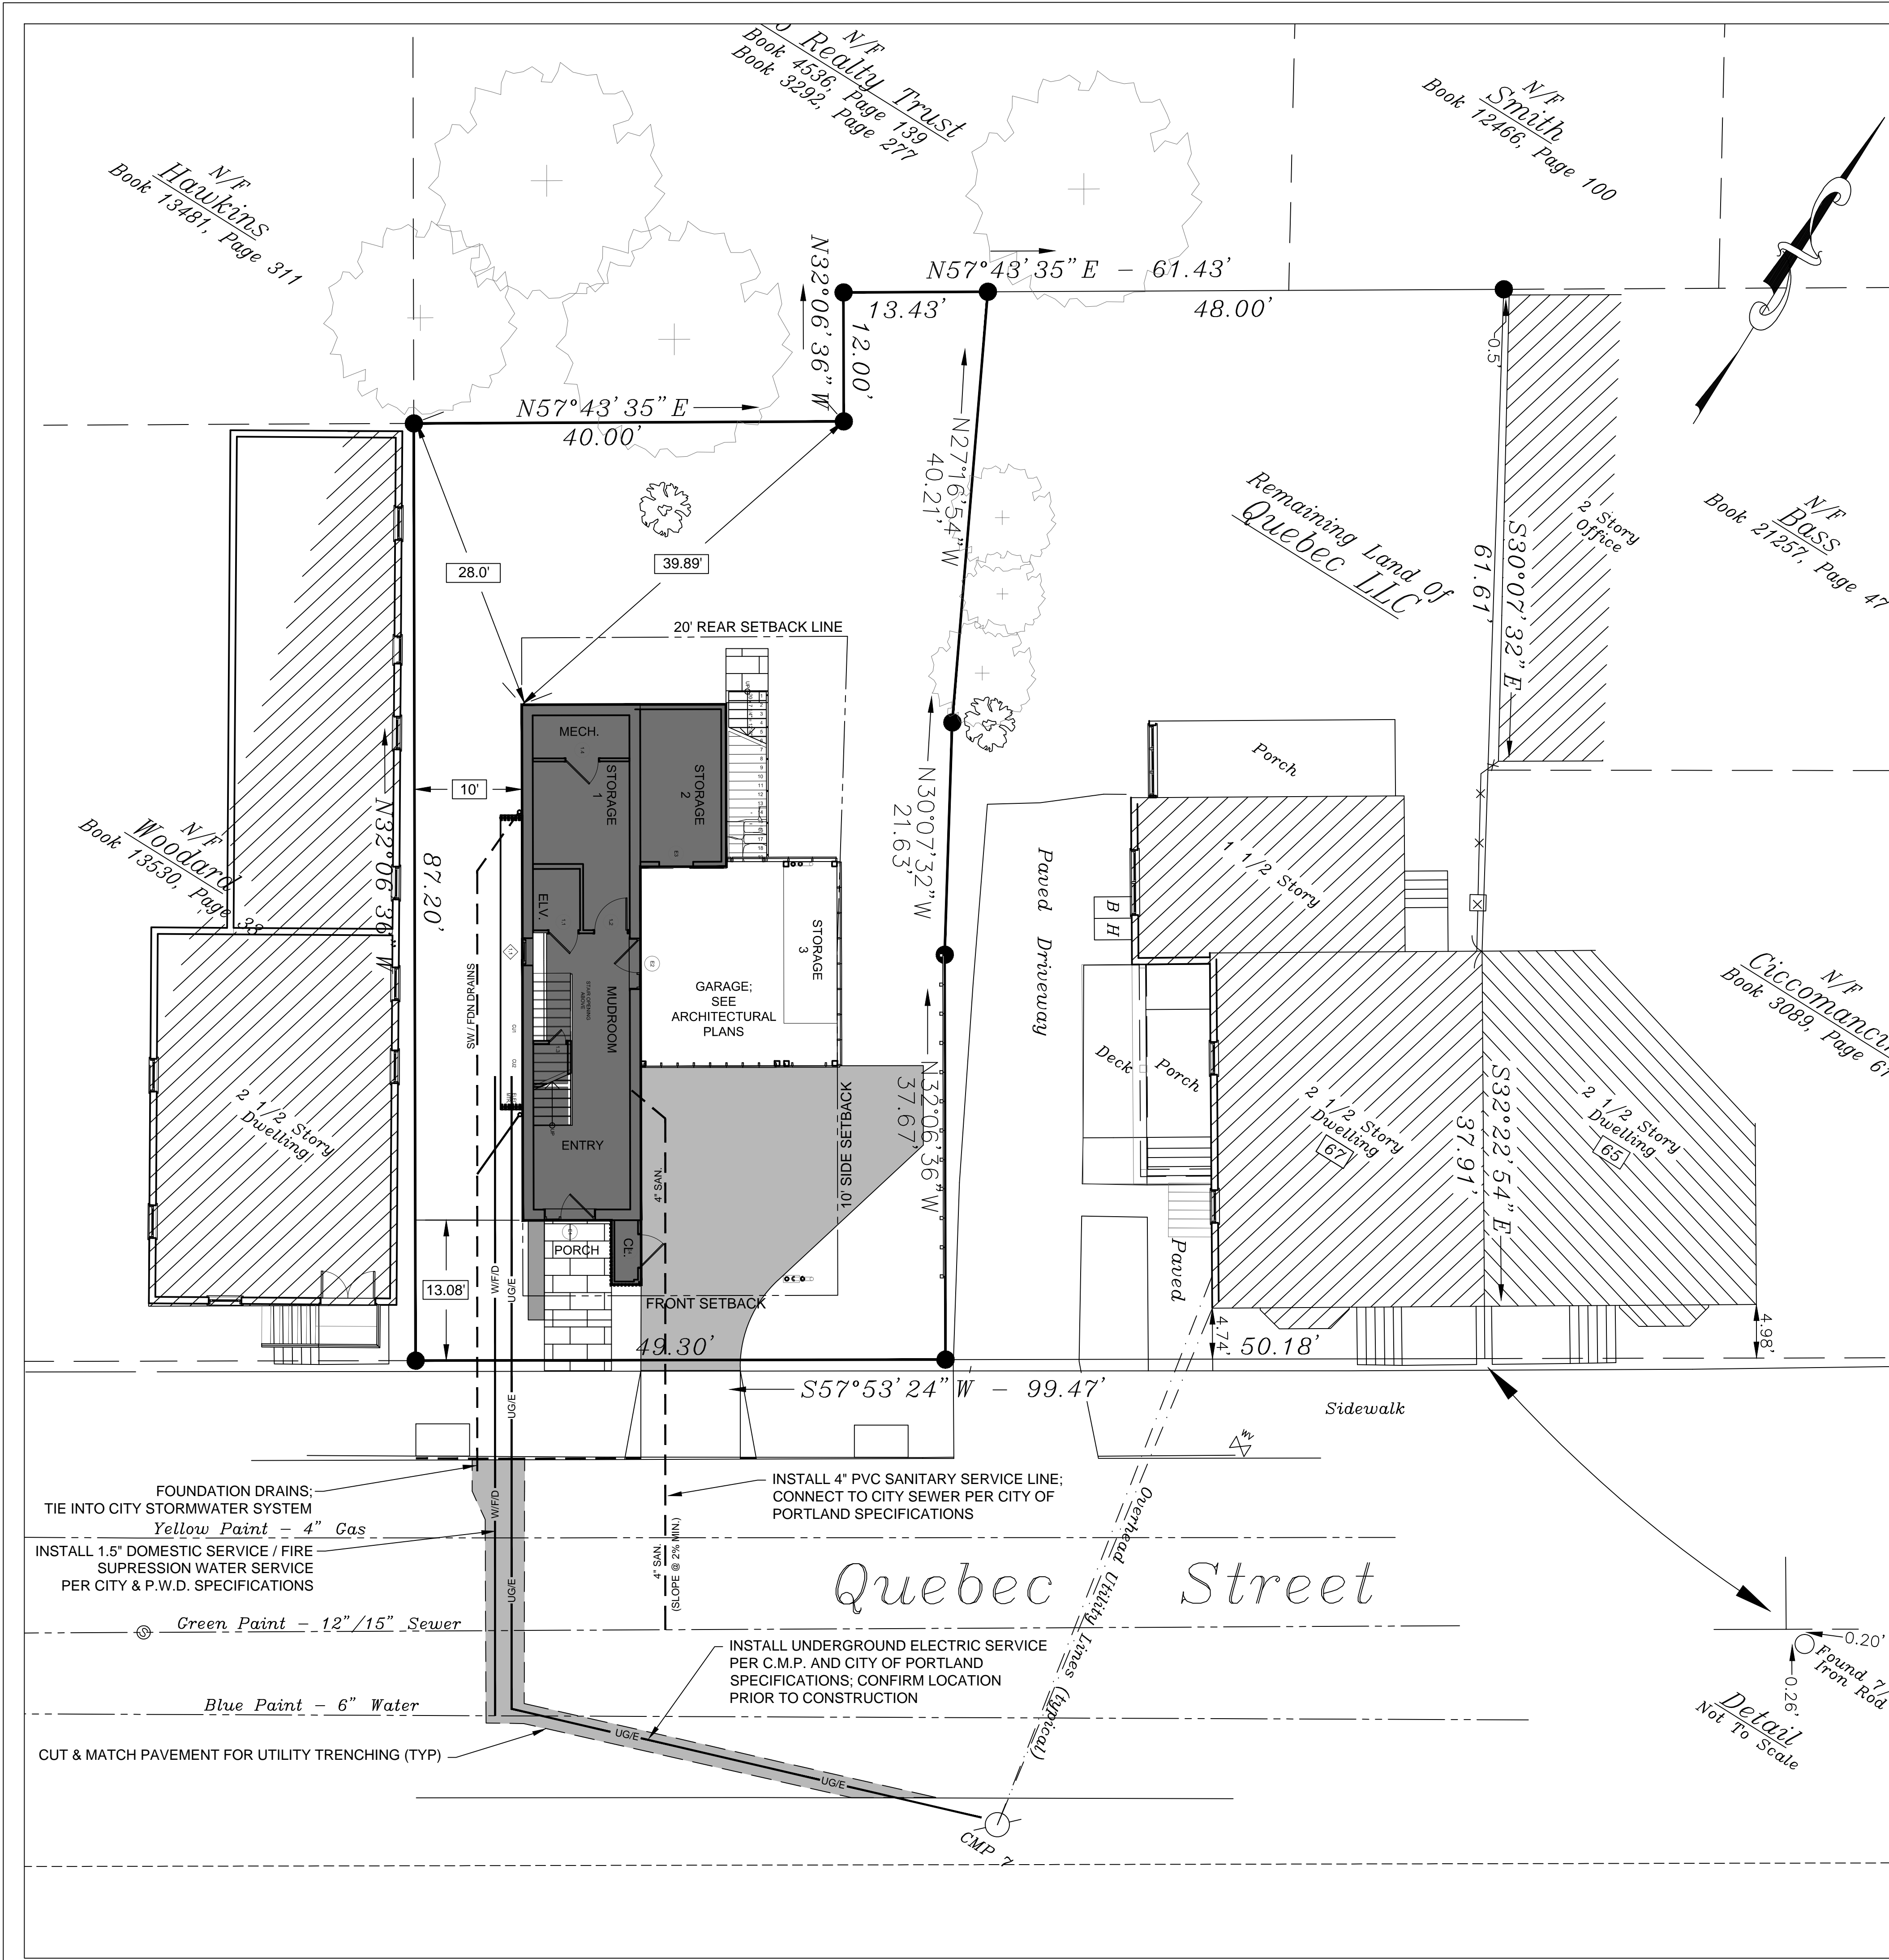 N/F
o Realty Trust
Book 4536, Page 139
Book 3292, Page 277
N/F
Smith
Book 12466, Page 100
N/F
Hawkins
Book 13481, Page 311
N57°43'35"E - 61.43'
13.43'
48.00'
N32°06'36"W
12.00'
N57°43'35"E
40.00'
0.5'
N27°16'54"W
40.21'
Remaining Land Of
Quebec LLC
2 Story
Office
S30°07'32"E
61.61'
N/F
Bass
Book 21257, Page 47
28.0'
39.89'
20' REAR SETBACK LINE
MECH.
STORAGE
1
STORAGE
2
10'
N32°06'36"W
87.20'
N/F
Woodard
Book 13530, Page 38
N30°07'32"W
21.63'
Porch
1 1/2 Story
Paved Driveway
B H
ELV.
STORAGE
3
GARAGE;
SEE
ARCHITECTURAL
PLANS
MUDROOM
STAIR OPENING
ABOVE
SW / FDN DRAINS
N/F
Ciccomanci
Book 3089, Page 67
Deck
Porch
2 1/2 Story
Dwelling
2 1/2 Story
Dwelling
67
2 1/2 Story
Dwelling
65
S32°22'54"E
37.91'
N32°06'36"W
37.67'
10' SIDE SETBACK
ENTRY
4" SAN.
PORCH
CL.
W/F/D
UG/E
13.08'
FRONT SETBACK
Paved
49.30'
4.74'
50.18'
4.98'
S57°53'24"W - 99.47'
UG/E
Sidewalk
WV
FOUNDATION DRAINS;
TIE INTO CITY STORMWATER SYSTEM
W/F/D
INSTALL 4" PVC SANITARY SERVICE LINE;
CONNECT TO CITY SEWER PER CITY OF
PORTLAND SPECIFICATIONS
Yellow Paint - 4" Gas
INSTALL 1.5" DOMESTIC SERVICE / FIRE
SUPRESSION WATER SERVICE
PER CITY & P.W.D. SPECIFICATIONS
UG/E
4" SAN.
(SLOPE @ 2% MIN.)
Quebec Street
Overhead Utility Lines (typical)
S
Green Paint - 12"/15" Sewer
INSTALL UNDERGROUND ELECTRIC SERVICE
PER C.M.P. AND CITY OF PORTLAND
SPECIFICATIONS; CONFIRM LOCATION
PRIOR TO CONSTRUCTION
0.20'
Found 7/
Iron Rod
0.26'
Detail
Not To Scale
Blue Paint - 6" Water
UG/E
CUT & MATCH PAVEMENT FOR UTILITY TRENCHING (TYP)
UG/E
CMP 7